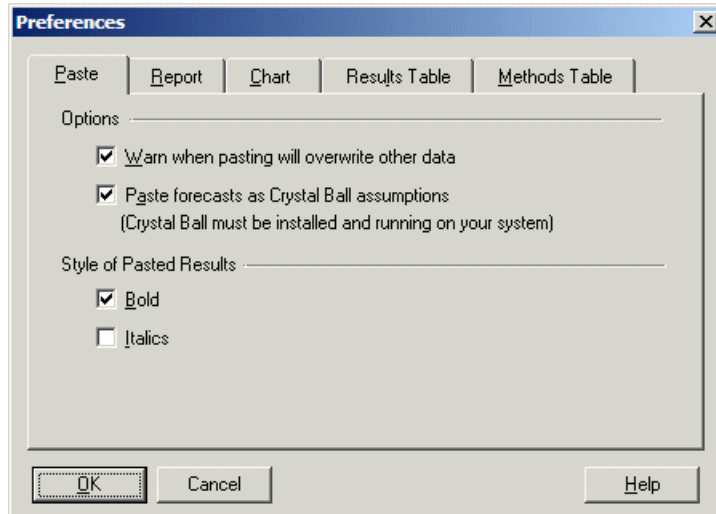 Preferences
Paste Report Chart Results Table Methods Table
Options
Warn when pasting will overwrite other data
Paste forecasts as Crystal Ball assumptions
(Crystal Ball must be installed and running on your system)
Style of Pasted Results
Bold
Italics
OK Cancel Help